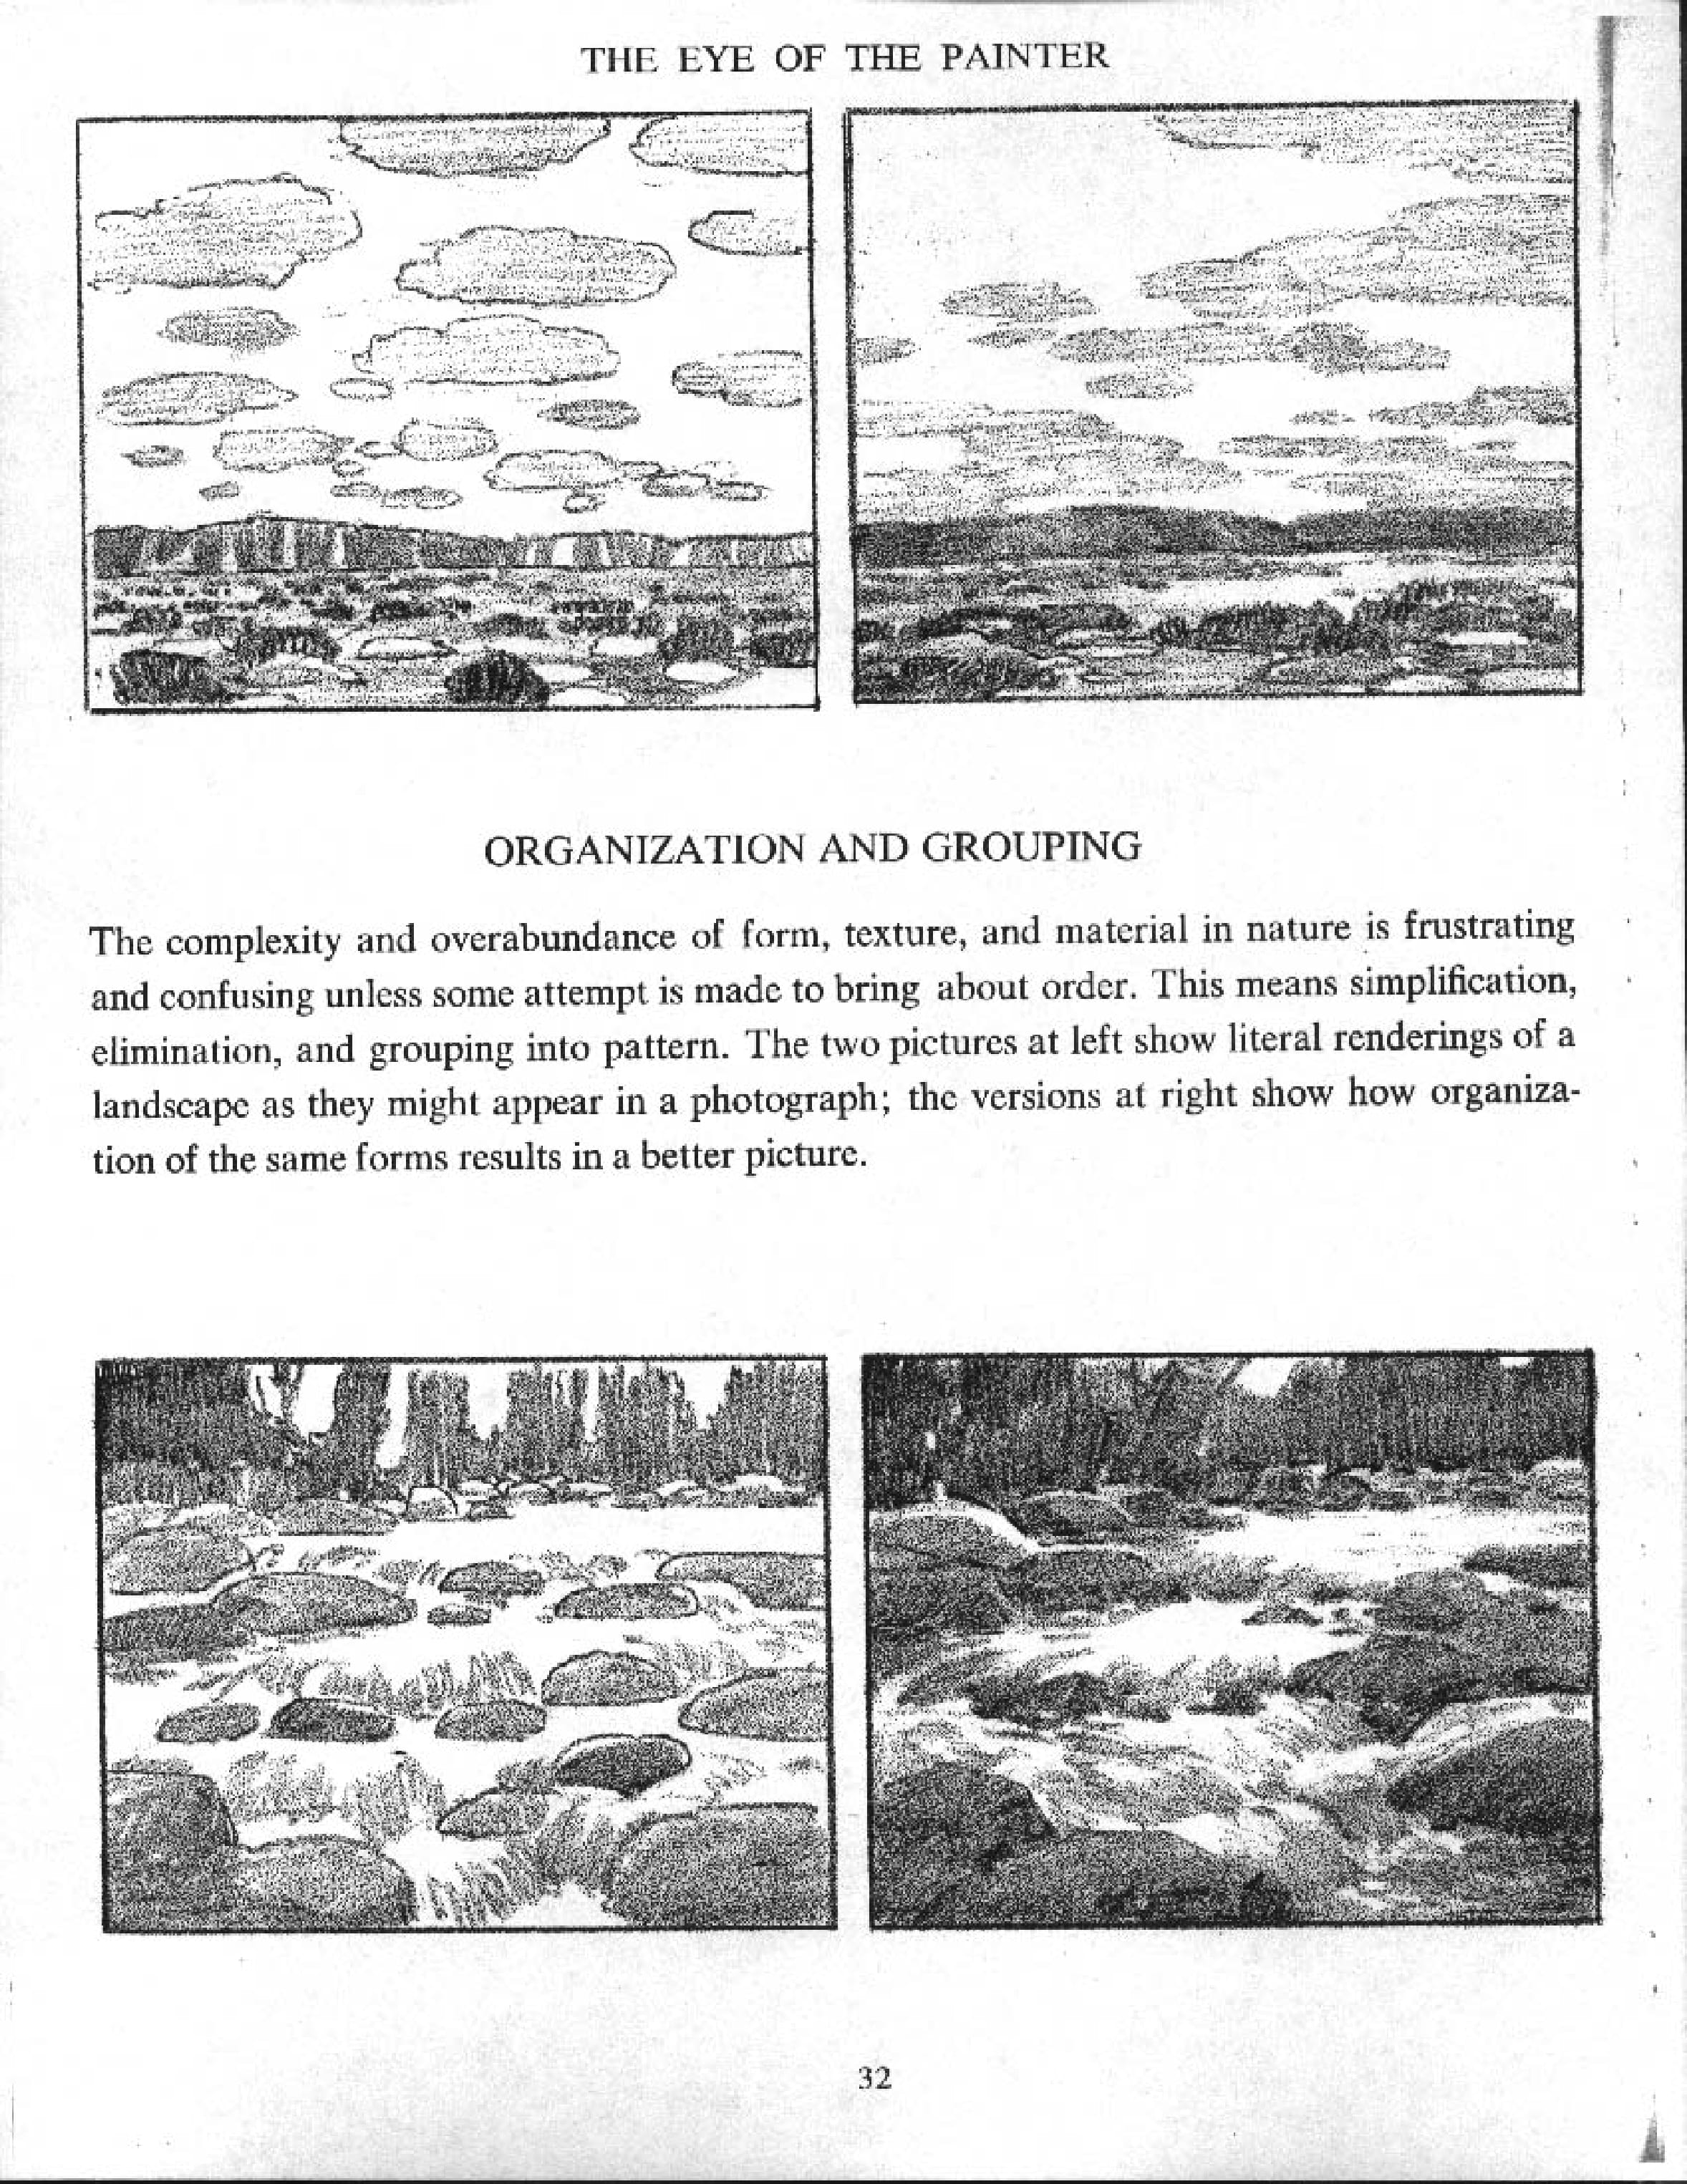 THE EYE OF THE PAINTER
ORGANIZATION AND GROUPING
The complexity and overabundance of form, texture, and material in nature is frustrating
and confusing unless some attempt is made to bring about order. This means simplification,
elimination, and grouping into pattern. The two pictures at left show literal renderings of a
landscape as they might appear in a photograph; the versions at right show how organiza-
tion of the same forms results in a better picture.
32